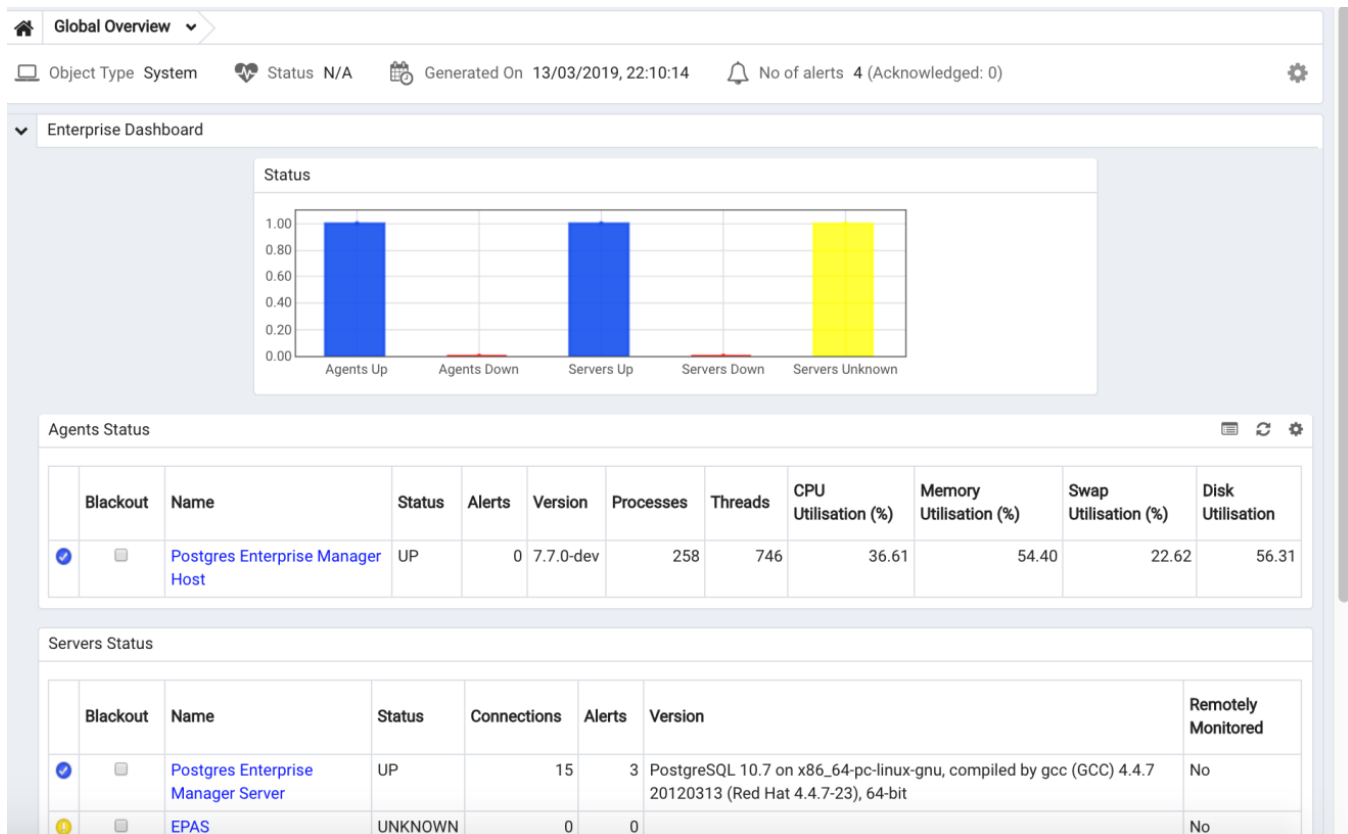 Global Overview
Object Type System Status N/A Generated On 13/03/2019, 22:10:14 No of alerts 4 (Acknowledged: 0)
Enterprise Dashboard
Status
1.00
0.80
0.60
0.40
0.20
0.00
Agents Up Agents Down Servers Up Servers Down Servers Unknown
Agents Status
Blackout Name Status Alerts Version Processes Threads CPU Utilisation (%) Memory Utilisation (%) Swap Utilisation (%) Disk Utilisation
Postgres Enterprise Manager UP 0 7.7.0-dev 258 746 36.61 54.40 22.62 56.31
Host
Servers Status
Blackout Name Status Connections Alerts Version Remotely Monitored
Postgres Enterprise UP 15 3 PostgreSQL 10.7 on x86_64-pc-linux-gnu, compiled by gcc (GCC) 4.4.7 No
Manager Server 20120313 (Red Hat 4.4.7-23), 64-bit
EPAS UNKNOWN 0 0 No